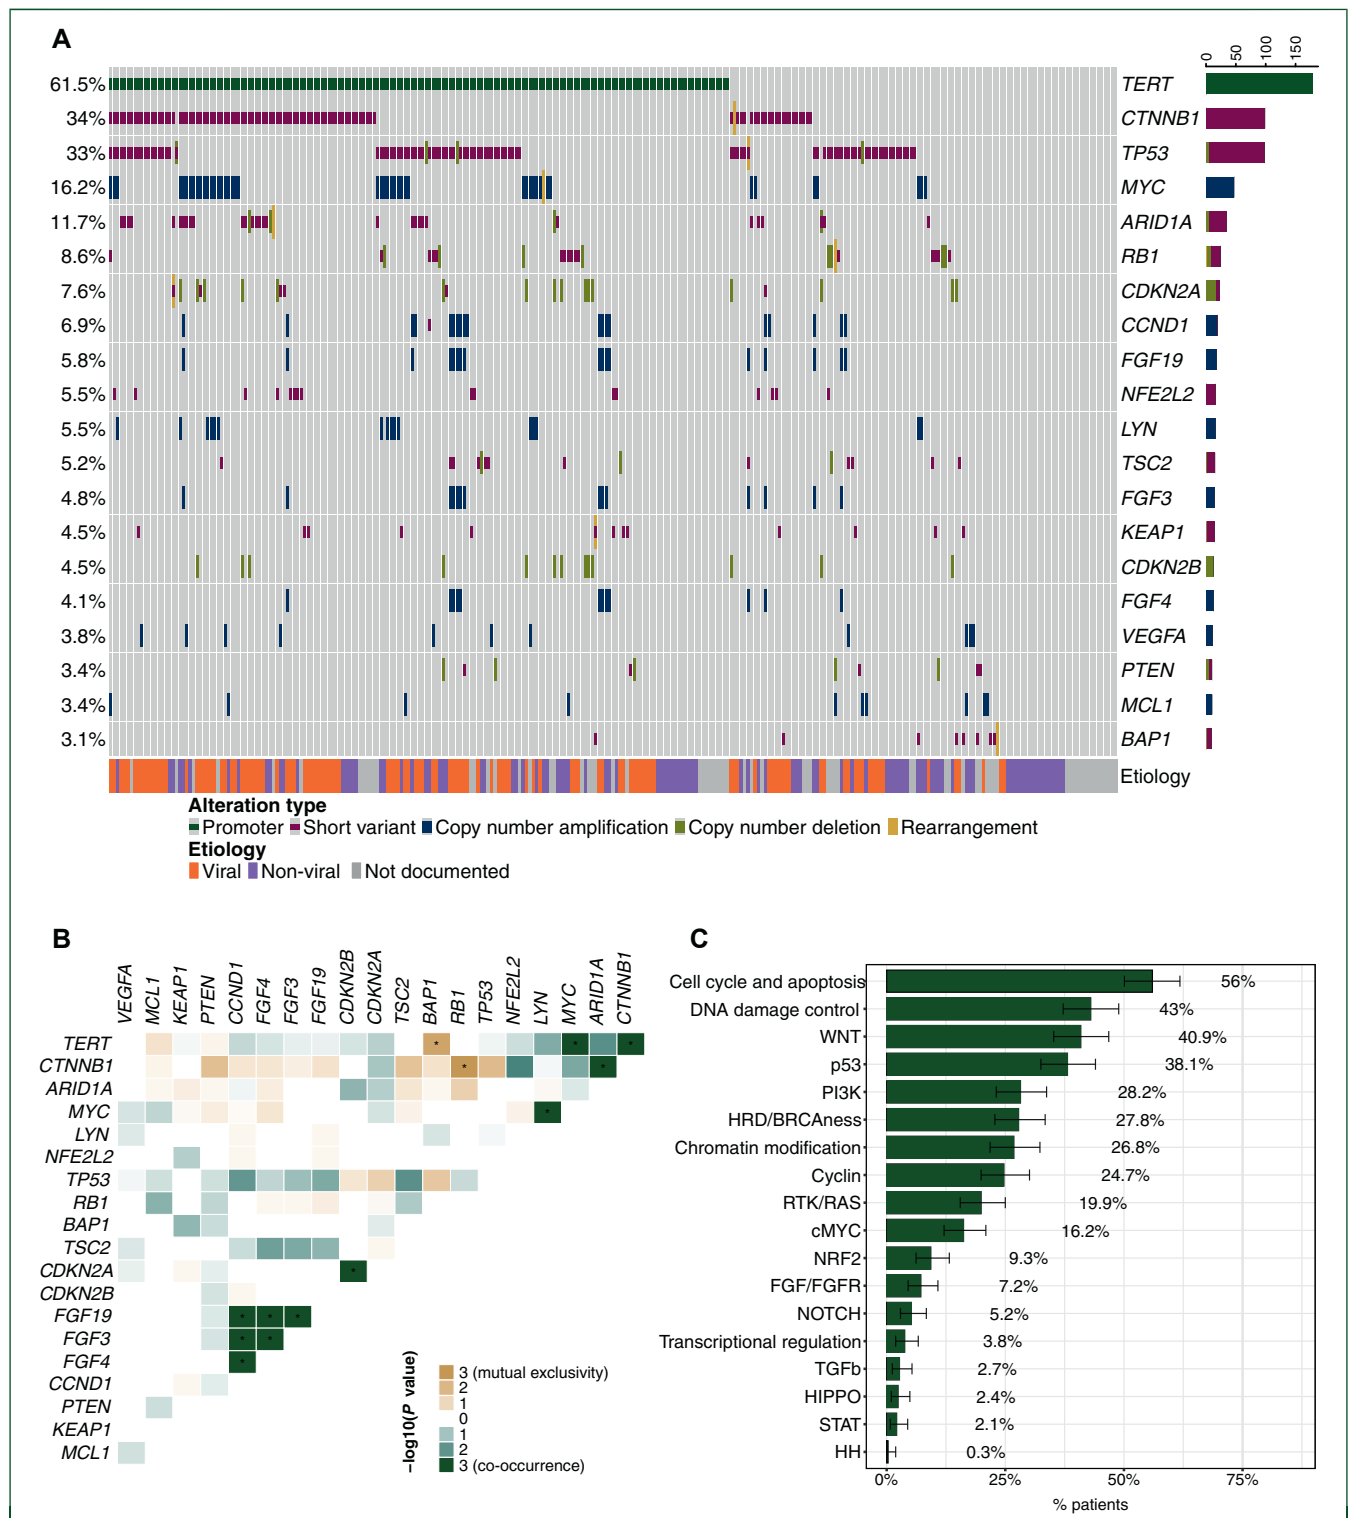 A
0 50 100 150
61.5% TERT
34% CTNNB1
33% TP53
16.2% MYC
11.7% ARID1A
8.6% RB1
7.6% CDKN2A
6.9% CCND1
5.8% FGF19
5.5% NFE2L2
5.5% LYN
5.2% TSC2
4.8% FGF3
4.5% KEAP1
4.5% CDKN2B
4.1% FGF4
3.8% VEGFA
3.4% PTEN
3.4% MCL1
3.1% BAP1
Etiology
Alteration type
Promoter Short variant Copy number amplification Copy number deletion Rearrangement
Etiology
Viral Non-viral Not documented
B
VEGFA MCL1 KEAP1 PTEN CCND1 FGF4 FGF3 FGF19 CDKN2B CDKN2A TSC2 BAP1 RB1 TP53 NFE2L2 LYN MYC ARID1A CTNNB1
TERT * * *
CTNNB1 * *
ARID1A
MYC *
LYN
NFE2L2
TP53
RB1
BAP1
TSC2
CDKN2A *
CDKN2B
FGF19 * * *
FGF3 * *
FGF4 *
CCND1
PTEN
KEAP1
MCL1
−log10(P value)
3 (mutual exclusivity)
2
1
0
1
2
3 (co-occurrence)
C
Cell cycle and apoptosis 56%
DNA damage control 43%
WNT 40.9%
p53 38.1%
PI3K 28.2%
HRD/BRCAness 27.8%
Chromatin modification 26.8%
Cyclin 24.7%
RTK/RAS 19.9%
cMYC 16.2%
NRF2 9.3%
FGF/FGFR 7.2%
NOTCH 5.2%
Transcriptional regulation 3.8%
TGFb 2.7%
HIPPO 2.4%
STAT 2.1%
HH 0.3%
0% 25% 50% 75%
% patients